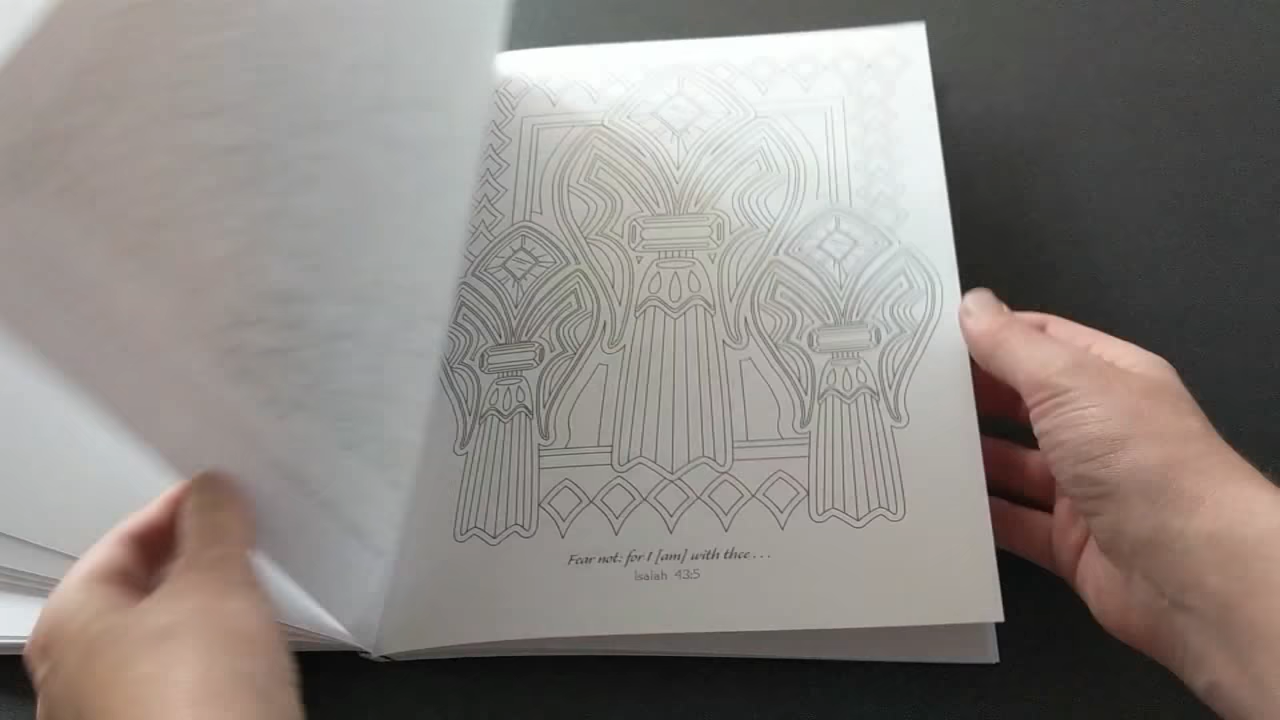 Fear not: for I [am] with thee . . .
Isaiah 43:5